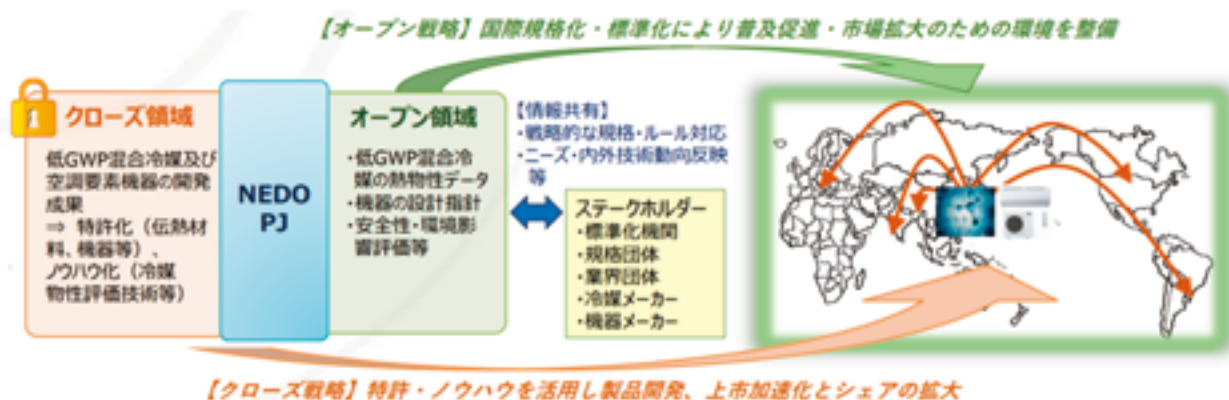 【オープン戦略】国際規格化・標準化により普及促進・市場拡大のための環境を整備
クローズ領域
低GWP混合冷媒及び
空調要素機器の開発
成果
⇒ 特許化（伝熱材
料、機器等）、
ノウハウ化（冷媒
物性評価技術等）
NEDO
PJ
オープン領域
・低GWP混合冷
媒の熱物性データ
・機器の設計指針
・安全性・環境影
響評価等
【情報共有】
・戦略的な規格・ルール対応
・ニーズ・内外技術動向反映
等
ステークホルダー
・標準化機関
・規格団体
・業界団体
・冷媒メーカー
・機器メーカー
【クローズ戦略】特許・ノウハウを活用し製品開発、上市加速化とシェアの拡大